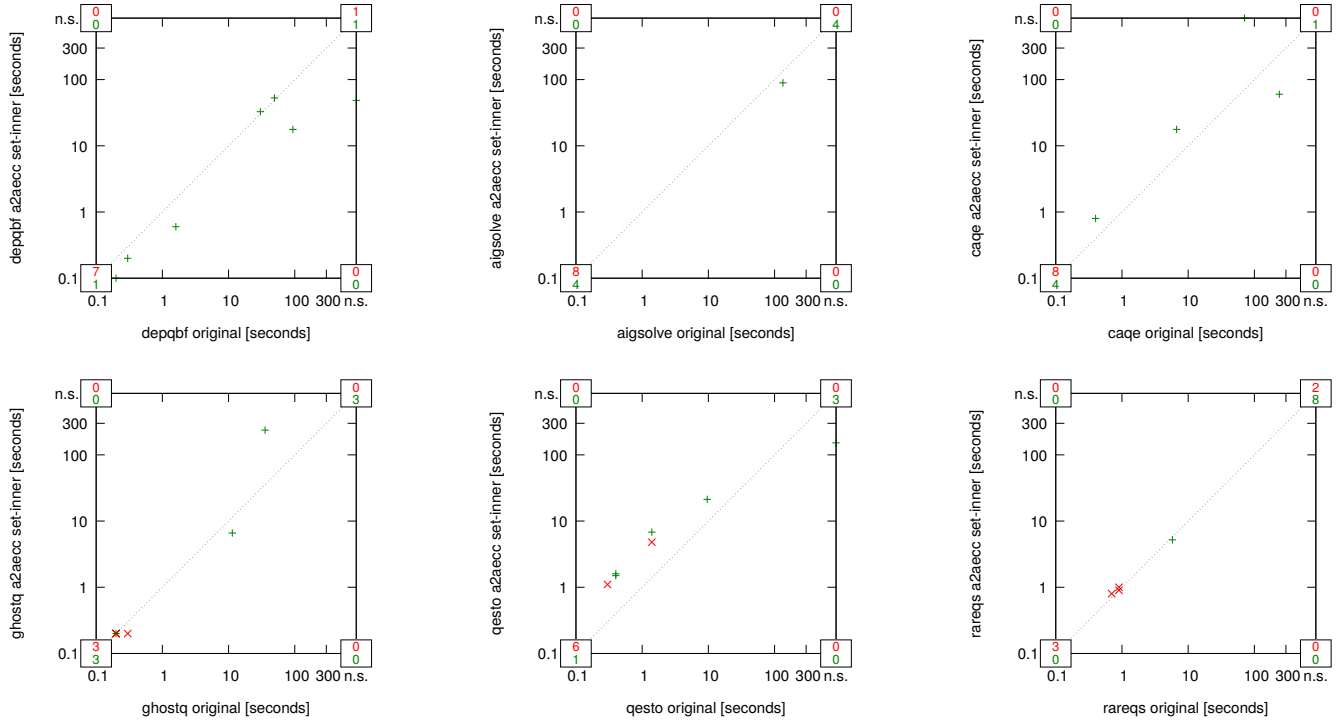 n.s. 0 0 1 1
300
100
10
1
0.1 7 1 0 0
0.1 1 10 100 300 n.s.
depqbf a2aecc set-inner [seconds]
depqbf original [seconds]
n.s. 0 0 0 4
300
100
10
1
0.1 8 4 0 0
0.1 1 10 100 300 n.s.
aigsolve a2aecc set-inner [seconds]
aigsolve original [seconds]
n.s. 0 0 0 1
300
100
10
1
0.1 8 4 0 0
0.1 1 10 100 300 n.s.
caqe a2aecc set-inner [seconds]
caqe original [seconds]
n.s. 0 0 0 3
300
100
10
1
0.1 3 3 0 0
0.1 1 10 100 300 n.s.
ghostq a2aecc set-inner [seconds]
ghostq original [seconds]
n.s. 0 0 0 3
300
100
10
1
0.1 6 1 0 0
0.1 1 10 100 300 n.s.
qesto a2aecc set-inner [seconds]
qesto original [seconds]
n.s. 0 0 2 8
300
100
10
1
0.1 3 0 0 0
0.1 1 10 100 300 n.s.
rareqs a2aecc set-inner [seconds]
rareqs original [seconds]